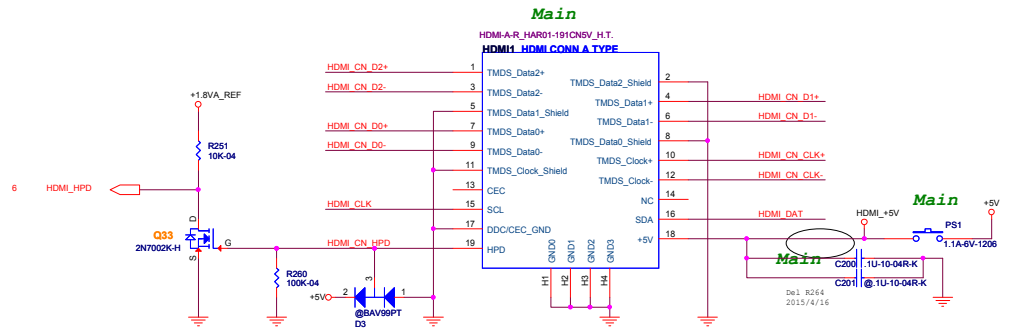 Main
HDMI-A-R_HAR01-191CN5V_H.T.
HDMI1 HDMI CONN A TYPE
HDMI_CN_D2+ 1 TMDS_Data2+
TMDS_Data2_Shield 2
HDMI_CN_D2- 3 TMDS_Data2-
TMDS_Data1+ 4 HDMI_CN_D1+
5 TMDS_Data1_Shield
TMDS_Data1- 6 HDMI_CN_D1-
HDMI_CN_D0+ 7 TMDS_Data0+
TMDS_Data0_Shield 8
HDMI_CN_D0- 9 TMDS_Data0-
TMDS_Clock+ 10 HDMI_CN_CLK+
11 TMDS_Clock_Shield
TMDS_Clock- 12 HDMI_CN_CLK-
13 CEC
NC 14
HDMI_CLK 15 SCL
SDA 16 HDMI_DAT
17 DDC/CEC_GND
+5V 18
HDMI_CN_HPD 19 HPD
GND0 GND1 GND2 GND3
H1 H2 H3 H4
+1.8VA_REF
R251
10K-04
6 HDMI_HPD
Q33
2N7002K-H
D
S
G
R260
100K-04
+5V 2 3 1
@BAV99PT
D3
Main
HDMI_+5V
PS1
+5V
1.1A-6V-1206
Main
C200 .1U-10-04R-K
C201 @.1U-10-04R-K
Del R264
2015/4/16